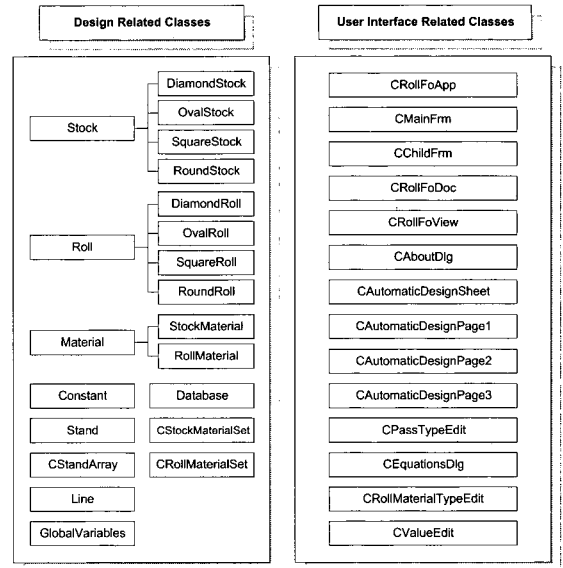 Design Related Classes
User Interface Related Classes
Stock
DiamondStock
OvalStock
SquareStock
RoundStock
Roll
DiamondRoll
OvalRoll
SquareRoll
RoundRoll
Material
StockMaterial
RollMaterial
Constant
Database
Stand
CStockMaterialSet
CStandArray
CRollMaterialSet
Line
GlobalVariables
CRollFoApp
CMainFrm
CChildFrm
CRollFoDoc
CRollFoView
CAboutDlg
CAutomaticDesignSheet
CAutomaticDesignPage1
CAutomaticDesignPage2
CAutomaticDesignPage3
CPassTypeEdit
CEquationsDlg
CRollMaterialTypeEdit
CValueEdit